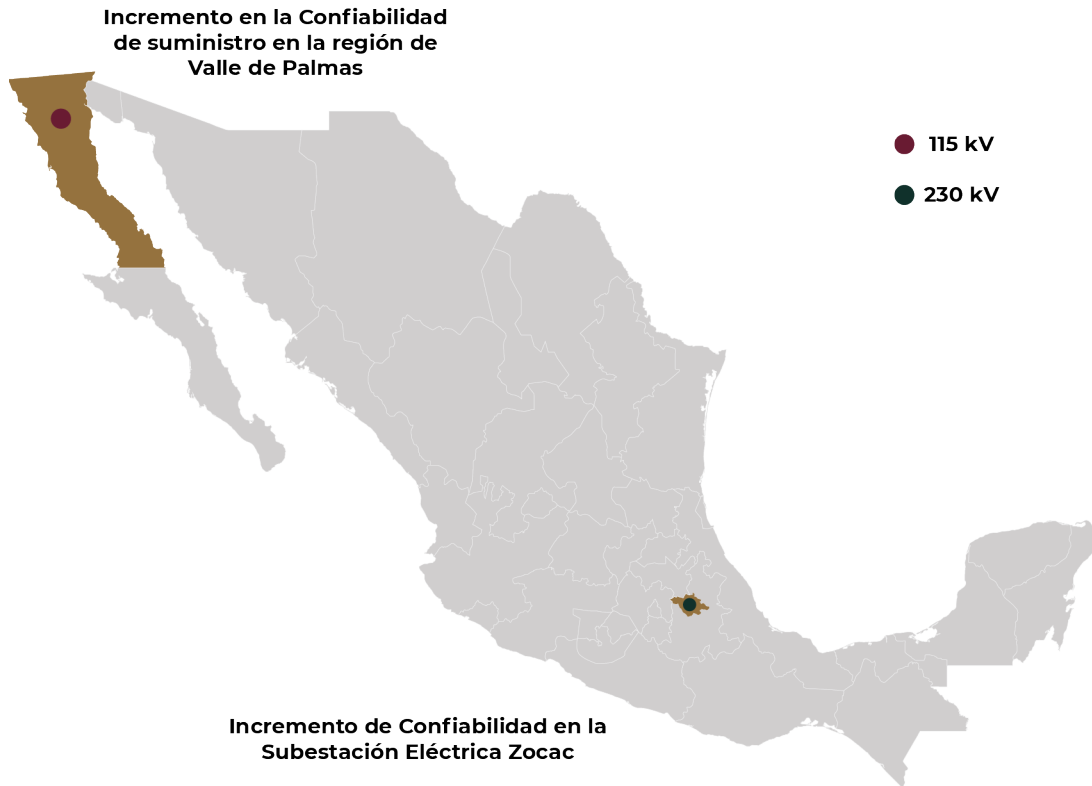 Incremento en la Confiabilidad
de suministro en la región de
Valle de Palmas
115 kV
230 kV
Incremento de Confiabilidad en la
Subestación Eléctrica Zocac